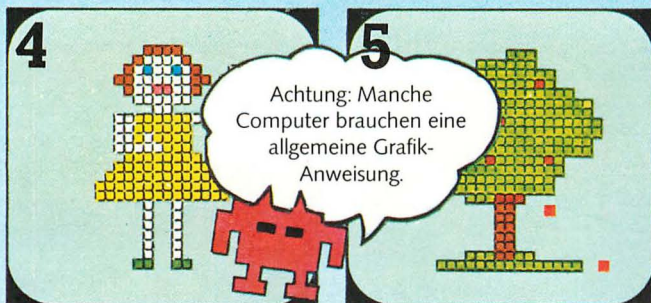 4
5
Achtung: Manche
Computer brauchen eine
allgemeine Grafik-
Anweisung.